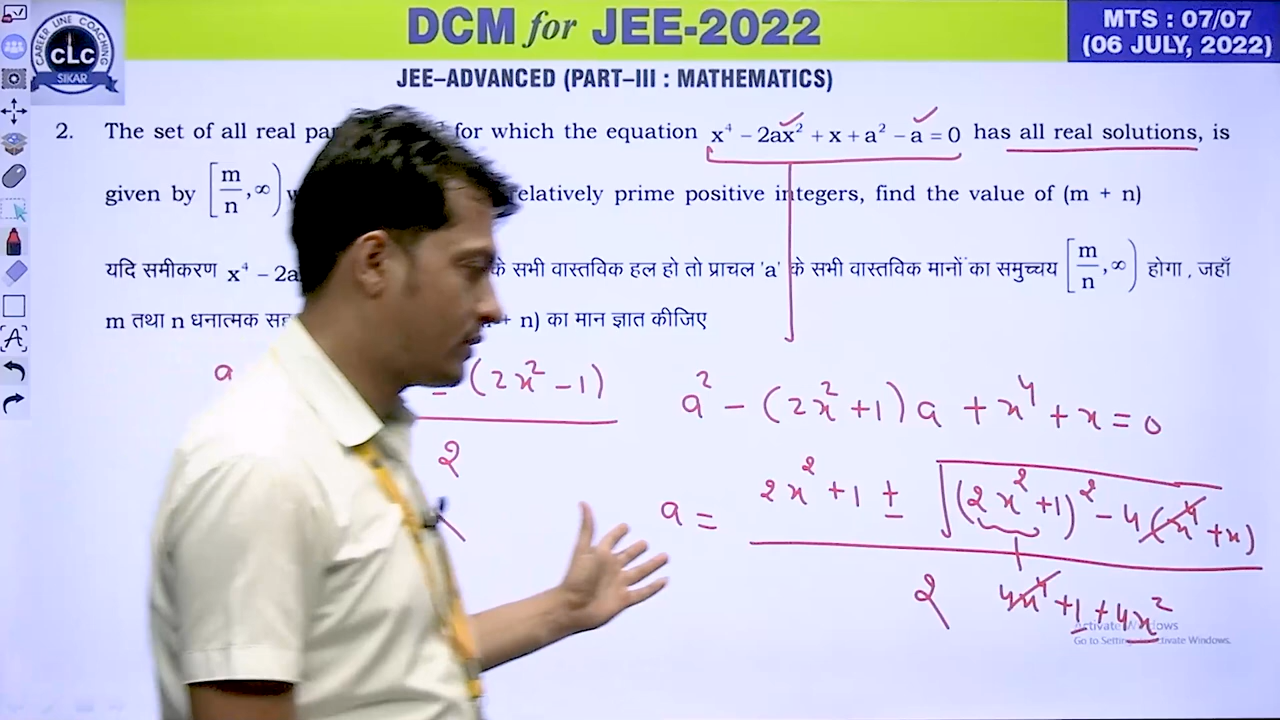 DCM for JEE-2022
MTS : 07/07
(06 JULY, 2022)
CAREER LINE COACHING
CLC
SIKAR
JEE–ADVANCED (PART–III : MATHEMATICS)
2. The set of all real for which the equation x⁴ − 2ax² + x + a² − a = 0 has all real solutions, is
given by [m/n, ∞) relatively prime positive integers, find the value of (m + n)
यदि समीकरण x⁴ − 2a के सभी वास्तविक हल हो तो प्राचल 'a' के सभी वास्तविक मानों का समुच्चय [m/n, ∞) होगा , जहाँ
m तथा n धनात्मक n) का मान ज्ञात कीजिए
a (2x² − 1)
2
a² − (2x² + 1) a + x⁴ + x = 0
a = 2x² + 1 ± √(2x² + 1)² − 4(x⁴ + x)
2
4x⁴ + 1 + 4x²
Activate Windows
Go to Settings to activate Windows.